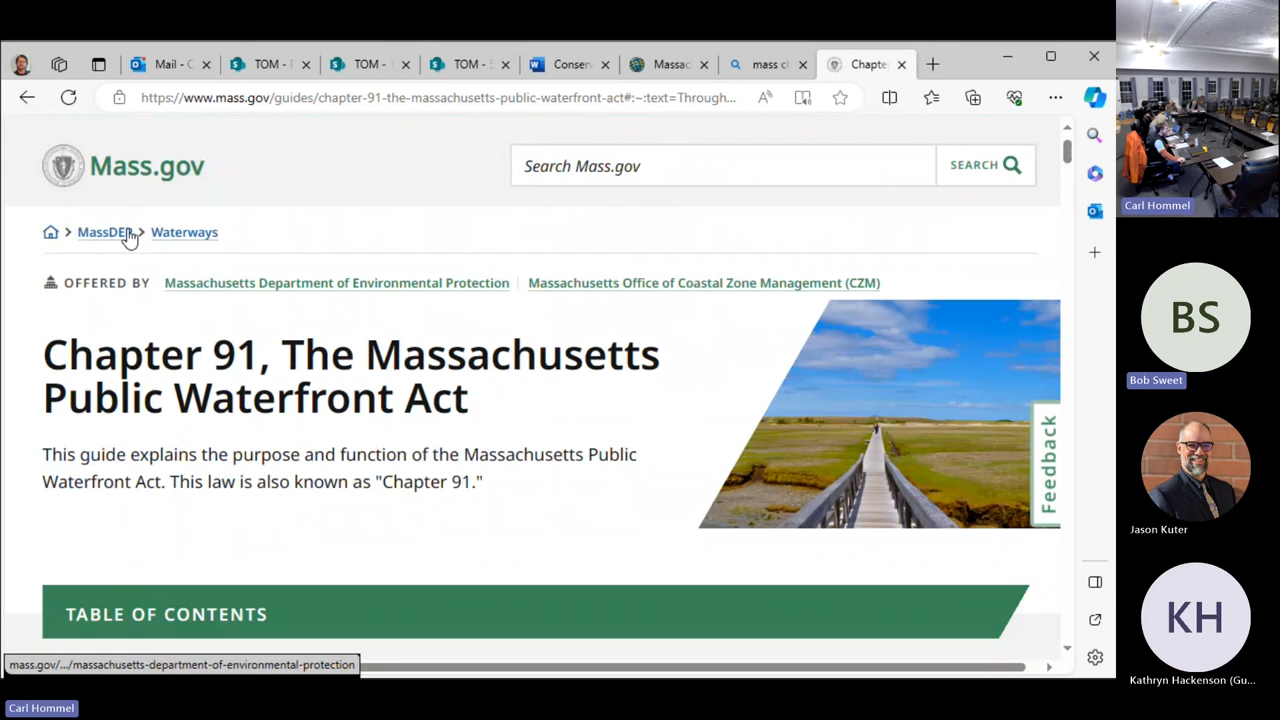 Mail - C
TOM - F
TOM -
TOM -
Conser
Massac
mass ch
Chapte
https://www.mass.gov/guides/chapter-91-the-massachusetts-public-waterfront-act#:~:text=Through...
Mass.gov
Search Mass.gov
SEARCH
MassDEP > Waterways
OFFERED BY Massachusetts Department of Environmental Protection | Massachusetts Office of Coastal Zone Management (CZM)
Chapter 91, The Massachusetts
Public Waterfront Act
This guide explains the purpose and function of the Massachusetts Public
Waterfront Act. This law is also known as "Chapter 91."
Feedback
TABLE OF CONTENTS
mass.gov/.../massachusetts-department-of-environmental-protection
Carl Hommel
Carl Hommel
BS
Bob Sweet
Jason Kuter
KH
Kathryn Hackenson (Gu...